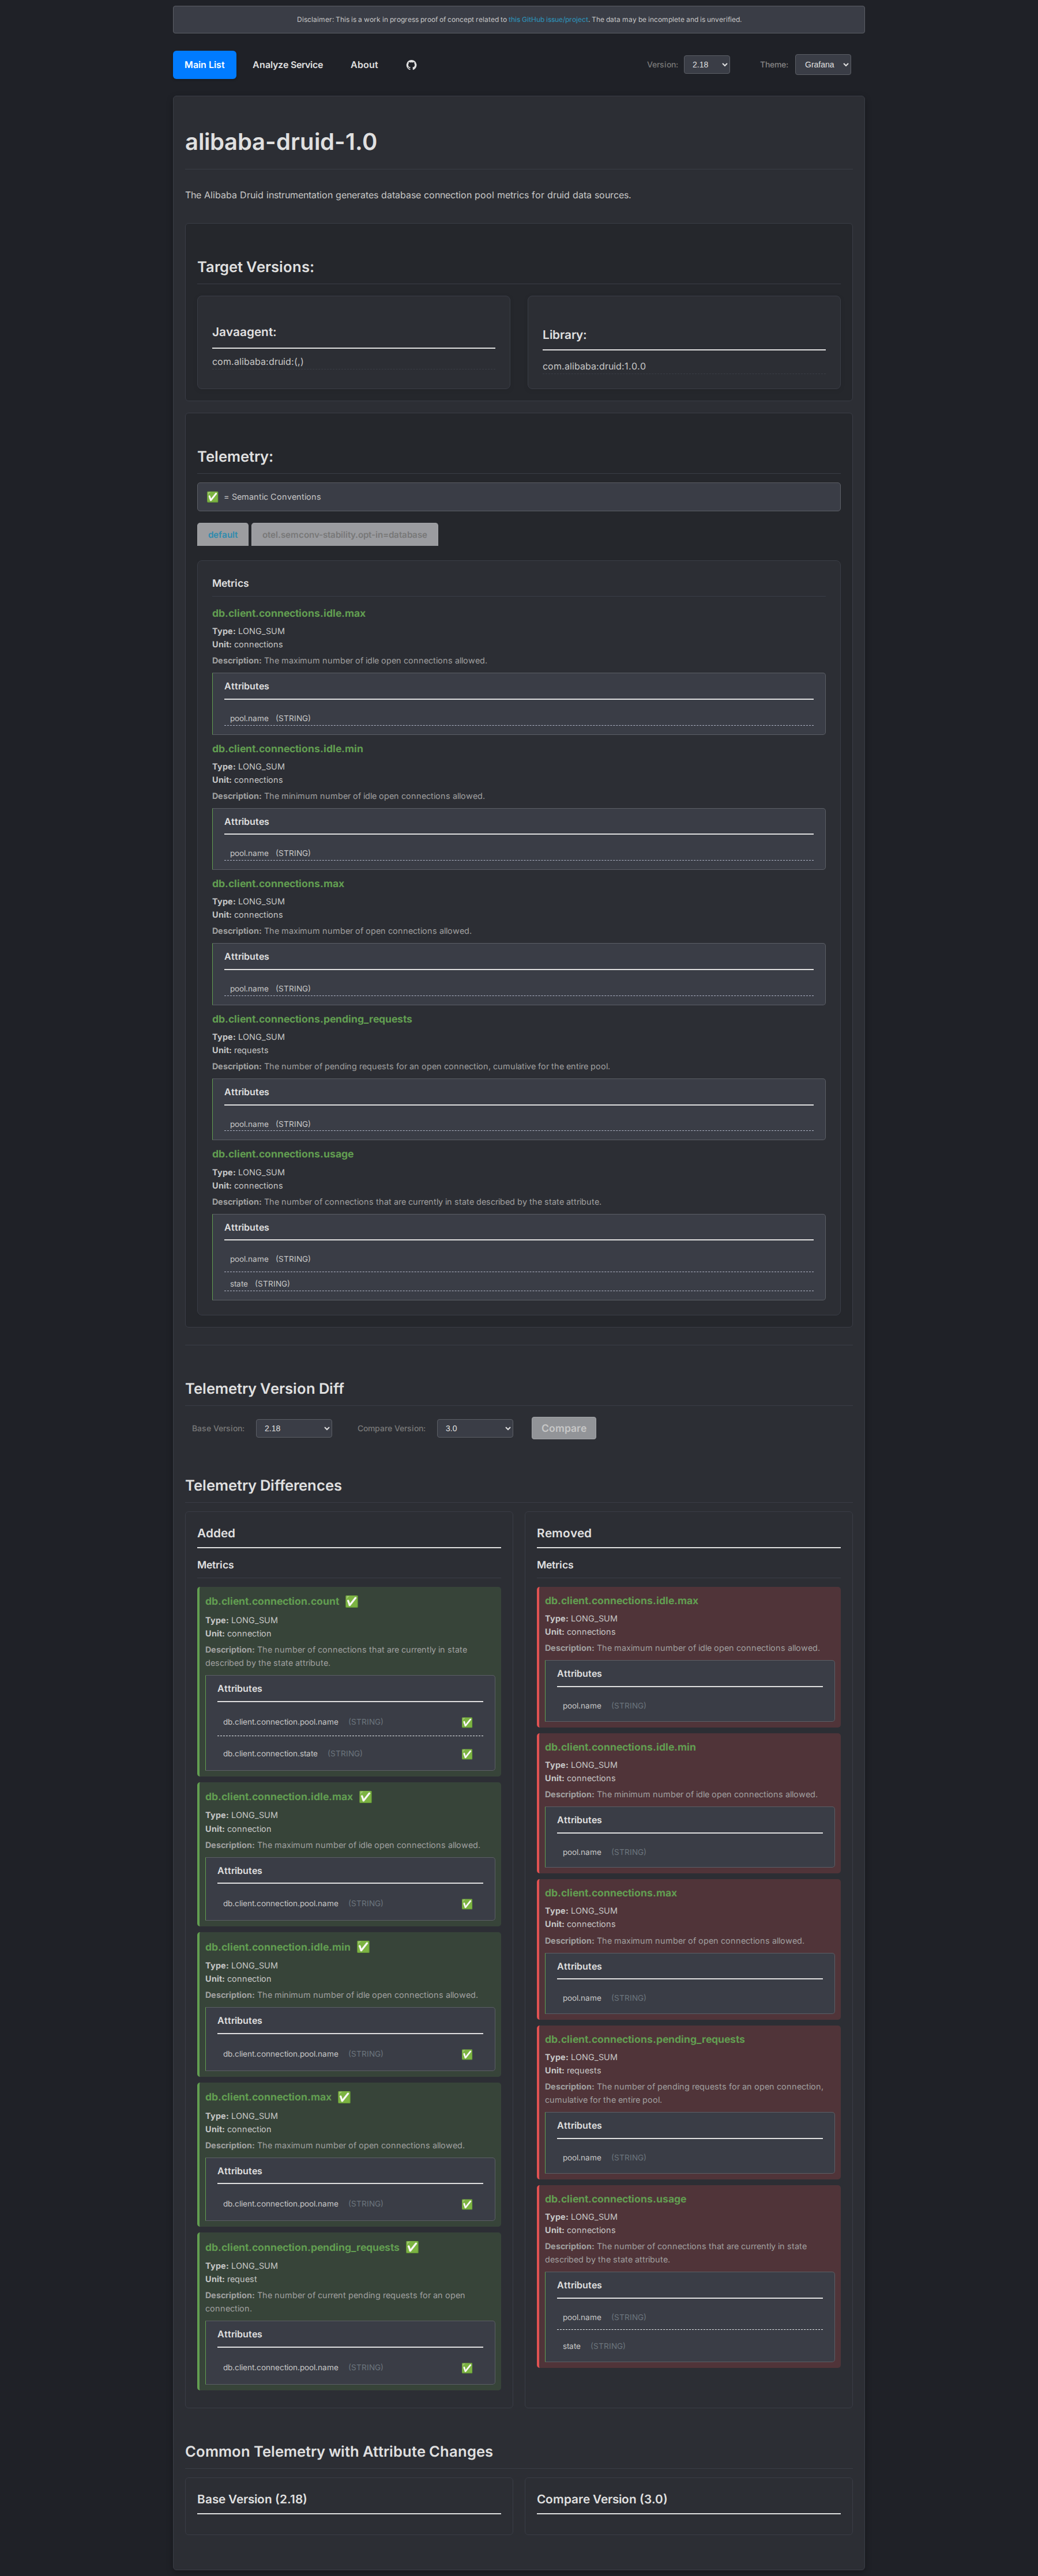 Disclaimer: This is a work in progress proof of concept related to this GitHub issue/project. The data may be incomplete and is unverified.
Main List
Analyze Service
About
Version:
2.18
Theme:
Grafana
alibaba-druid-1.0
The Alibaba Druid instrumentation generates database connection pool metrics for druid data sources.
Target Versions:
Javaagent:
com.alibaba:druid:(,)
Library:
com.alibaba:druid:1.0.0
Telemetry:
✅ = Semantic Conventions
default
otel.semconv-stability.opt-in=database
Metrics
db.client.connections.idle.max
Type: LONG_SUM
Unit: connections
Description: The maximum number of idle open connections allowed.
Attributes
pool.name (STRING)
db.client.connections.idle.min
Type: LONG_SUM
Unit: connections
Description: The minimum number of idle open connections allowed.
Attributes
pool.name (STRING)
db.client.connections.max
Type: LONG_SUM
Unit: connections
Description: The maximum number of open connections allowed.
Attributes
pool.name (STRING)
db.client.connections.pending_requests
Type: LONG_SUM
Unit: requests
Description: The number of pending requests for an open connection, cumulative for the entire pool.
Attributes
pool.name (STRING)
db.client.connections.usage
Type: LONG_SUM
Unit: connections
Description: The number of connections that are currently in state described by the state attribute.
Attributes
pool.name (STRING)
state (STRING)
Telemetry Version Diff
Base Version:
2.18
Compare Version:
3.0
Compare
Telemetry Differences
Added
Metrics
db.client.connection.count ✅
Type: LONG_SUM
Unit: connection
Description: The number of connections that are currently in state
described by the state attribute.
Attributes
db.client.connection.pool.name (STRING) ✅
db.client.connection.state (STRING) ✅
db.client.connection.idle.max ✅
Type: LONG_SUM
Unit: connection
Description: The maximum number of idle open connections allowed.
Attributes
db.client.connection.pool.name (STRING) ✅
db.client.connection.idle.min ✅
Type: LONG_SUM
Unit: connection
Description: The minimum number of idle open connections allowed.
Attributes
db.client.connection.pool.name (STRING) ✅
db.client.connection.max ✅
Type: LONG_SUM
Unit: connection
Description: The maximum number of open connections allowed.
Attributes
db.client.connection.pool.name (STRING) ✅
db.client.connection.pending_requests ✅
Type: LONG_SUM
Unit: request
Description: The number of current pending requests for an open
connection.
Attributes
db.client.connection.pool.name (STRING) ✅
Removed
Metrics
db.client.connections.idle.max
Type: LONG_SUM
Unit: connections
Description: The maximum number of idle open connections allowed.
Attributes
pool.name (STRING)
db.client.connections.idle.min
Type: LONG_SUM
Unit: connections
Description: The minimum number of idle open connections allowed.
Attributes
pool.name (STRING)
db.client.connections.max
Type: LONG_SUM
Unit: connections
Description: The maximum number of open connections allowed.
Attributes
pool.name (STRING)
db.client.connections.pending_requests
Type: LONG_SUM
Unit: requests
Description: The number of pending requests for an open connection,
cumulative for the entire pool.
Attributes
pool.name (STRING)
db.client.connections.usage
Type: LONG_SUM
Unit: connections
Description: The number of connections that are currently in state
described by the state attribute.
Attributes
pool.name (STRING)
state (STRING)
Common Telemetry with Attribute Changes
Base Version (2.18)
Compare Version (3.0)